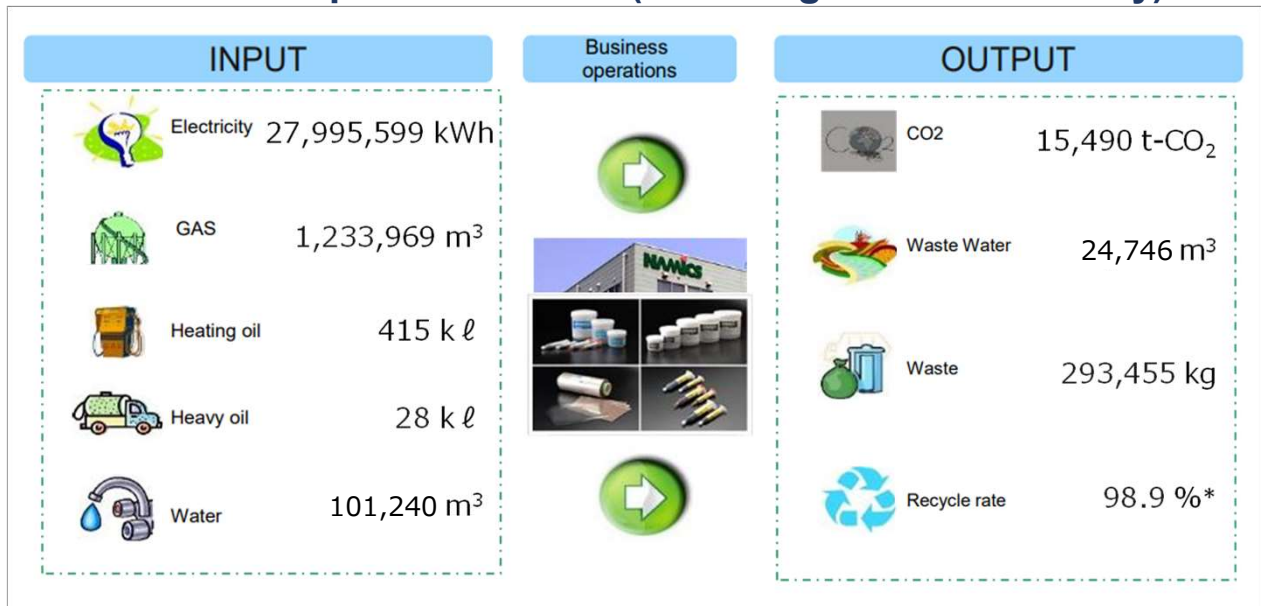 INPUT
Electricity 27,995,599 kWh
GAS 1,233,969 m³
Heating oil 415 k ℓ
Heavy oil 28 k ℓ
Water 101,240 m³
Business
operations
NAMICS
OUTPUT
CO2 15,490 t-CO₂
Waste Water 24,746 m³
Waste 293,455 kg
Recycle rate 98.9 %*